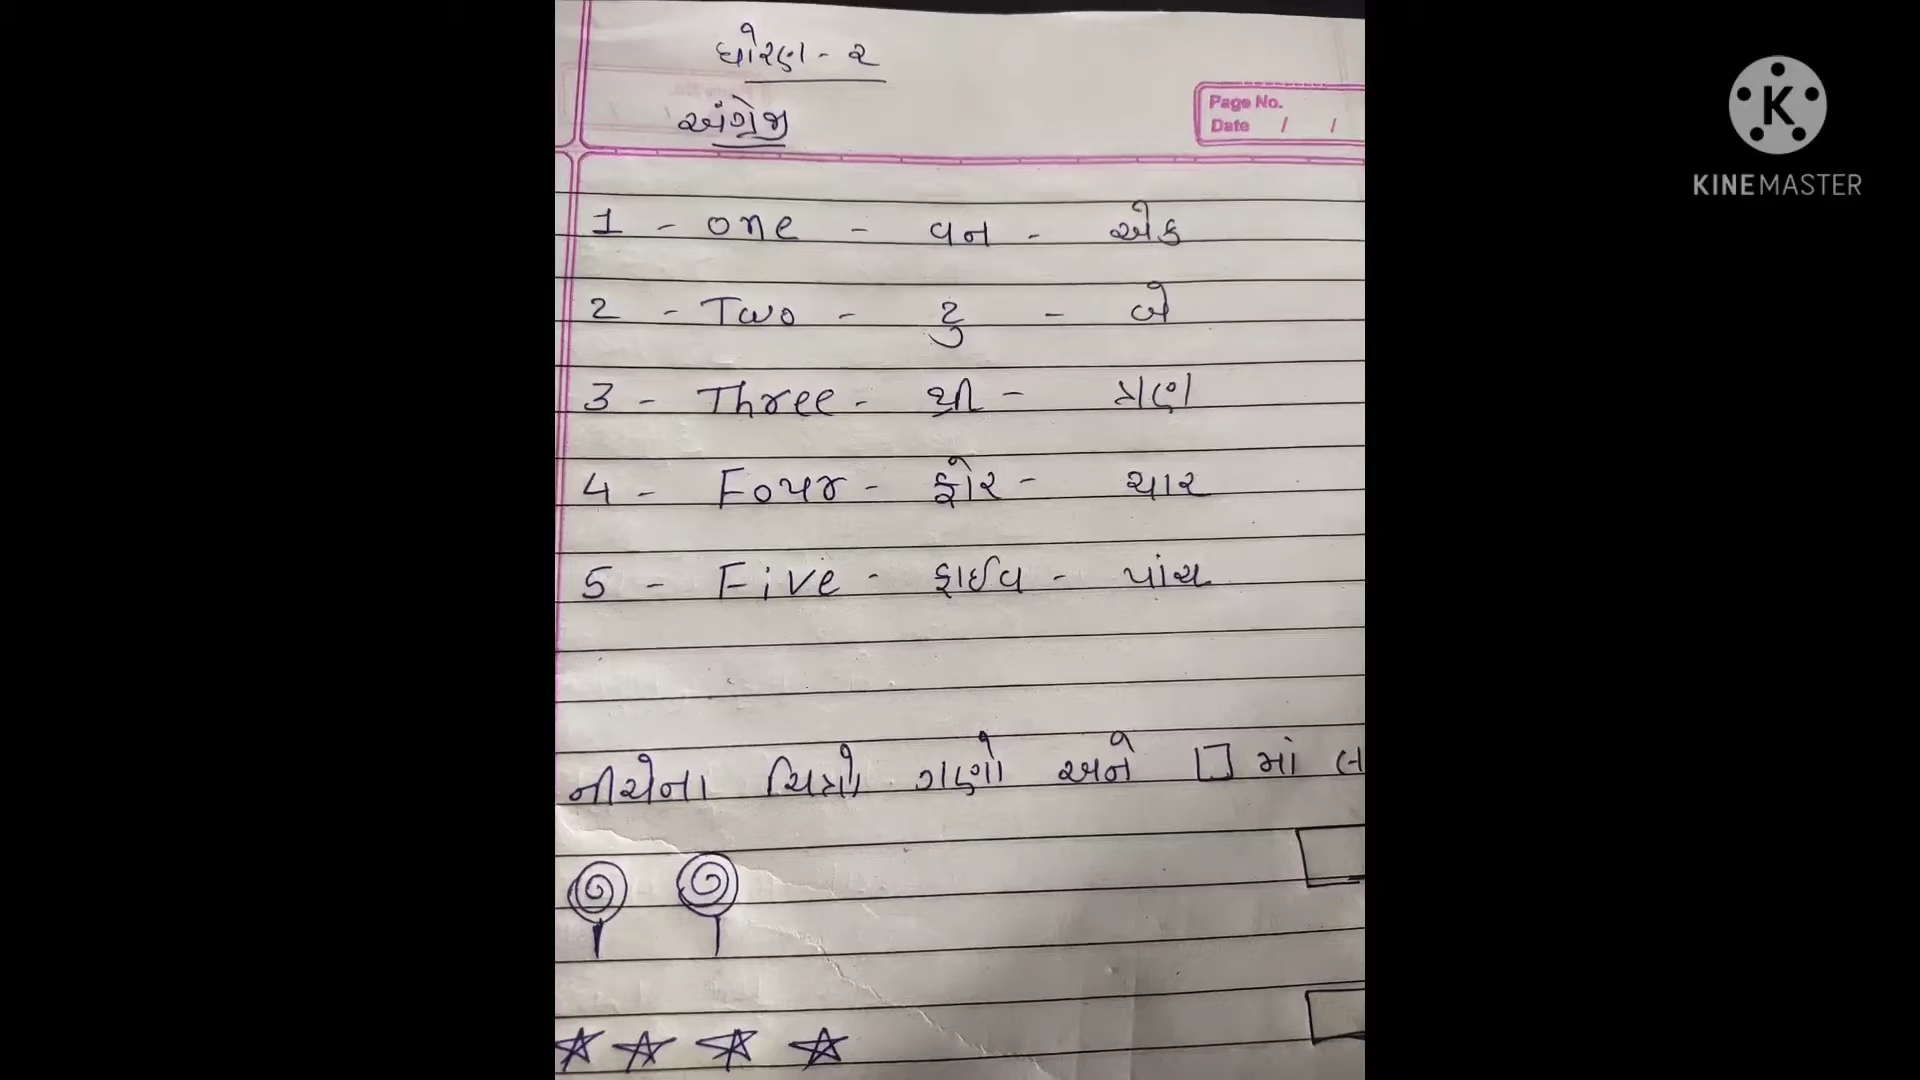 ધોરણ - ૨
અંગ્રેજી
Page No.
Date / /
KINEMASTER
1 - one - વન - એક
2 - Two - ટુ - બે
3 - Three - થ્રી - ત્રણ
4 - Four - ફોર - ચાર
5 - Five - ફાઈવ - પાંચ
નીચેના ચિત્રો ગણો અને □ માં